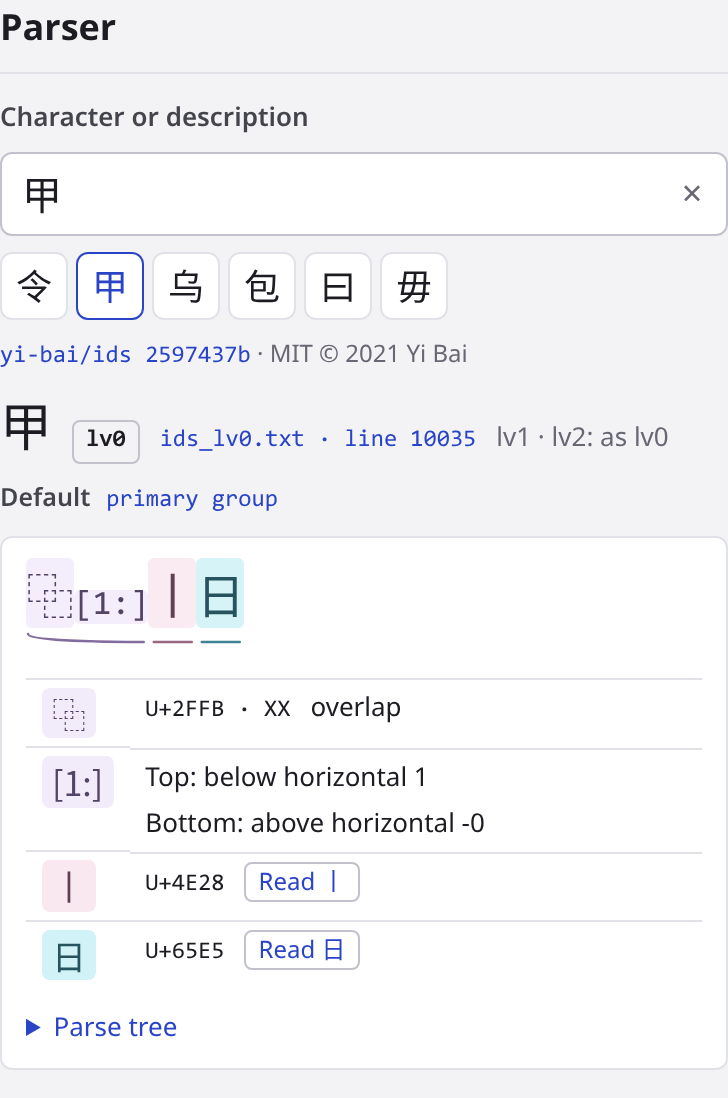 Parser
Character or description
甲 ×
令 甲 乌 包 曰 毋
yi-bai/ids 2597437b · MIT © 2021 Yi Bai
甲 lv0 ids_lv0.txt · line 10035 lv1 · lv2: as lv0
Default primary group
⿻[1:]丨日
⿻ U+2FFB · XX overlap
[1:] Top: below horizontal 1
Bottom: above horizontal -0
丨 U+4E28 Read 丨
日 U+65E5 Read 日
▶ Parse tree